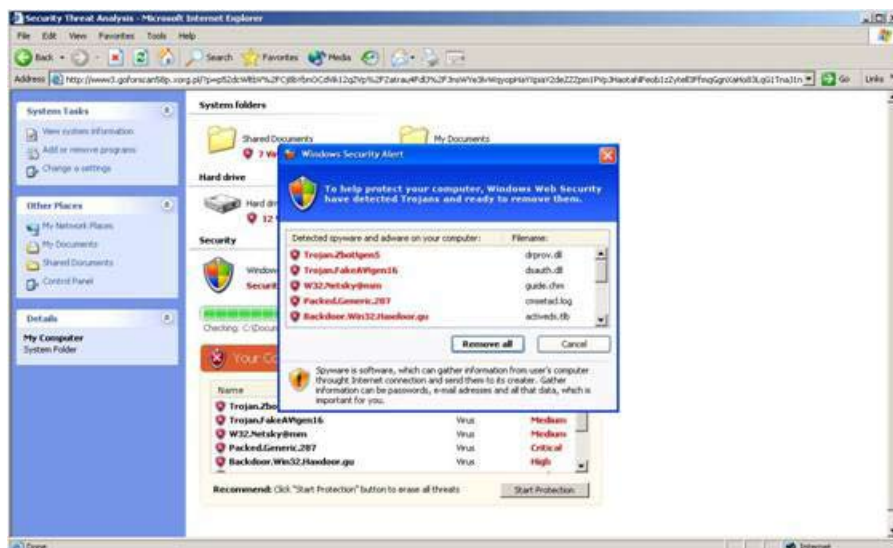 Security Threat Analysis - Microsoft Internet Explorer
File Edit View Favorites Tools Help
Back Search Favorites Media
Address Go Links
System Tasks
View system information
Add or remove programs
Change a settings
Other Places
My Network Places
My Documents
Shared Documents
Control Panel
Details
My Computer
System Folder
System folders
Shared Documents
My Documents
Hard drive
Security
Windows Security Alert
To help protect your computer, Windows Web Security
have detected Trojans and ready to remove them.
Detected spyware and adware on your computer: Filename:
Trojan.Zbot!gen5 drprov.dll
Trojan.FakeAV!gen16 dsauth.dll
W32.Netsky@mm guide.chm
Packed.Generic.287 cmsetacl.log
Backdoor.Win32.Haxdoor.gu activeds.tlb
Remove all Cancel
Spyware is software, which can gather information from user's computer
throught Internet connection and send them to its creater. Gather
information can be passwords, e-mail adresses and all that data, which is
important for you.
Checking:
Your Co
Name
Trojan.Zbo
Trojan.FakeAV!gen16 Virus Medium
W32.Netsky@mm Virus Medium
Packed.Generic.287 Virus Critical
Backdoor.Win32.Haxdoor.gu Virus High
Recommend: Click "Start Protection" button to erase all threats Start Protection
Done Internet